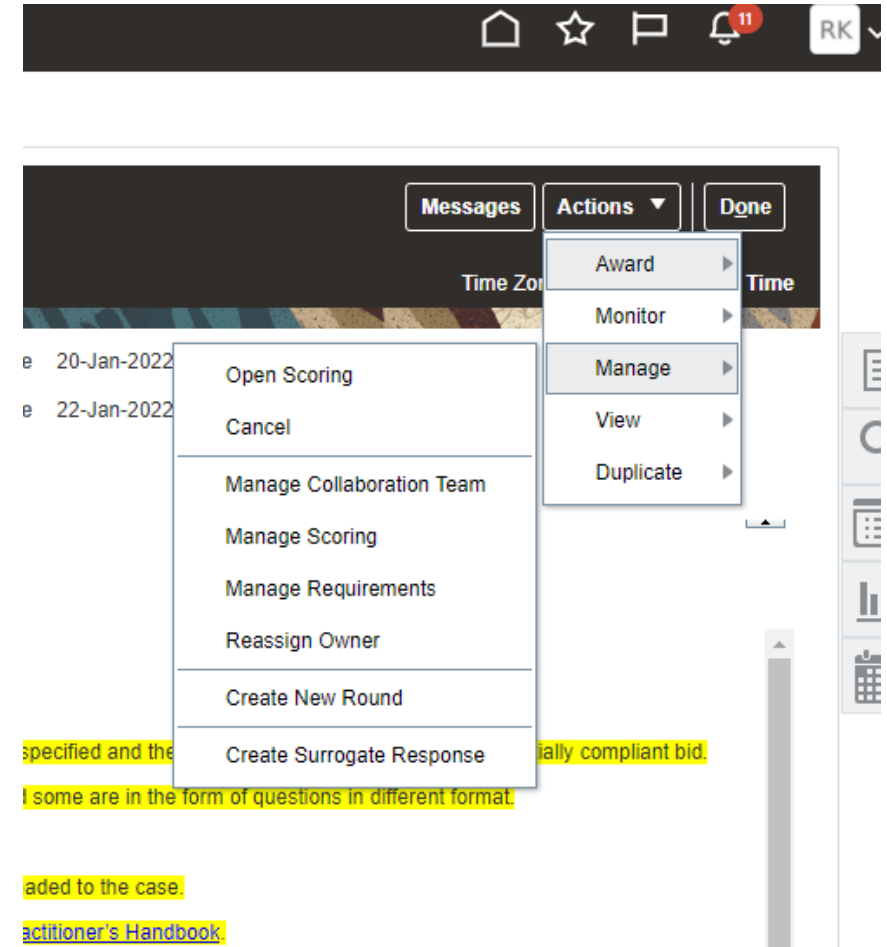 11
RK
Messages
Actions
Done
Award
Time Zo
Time
Monitor
e 20-Jan-2022
Open Scoring
Manage
e 22-Jan-2022
Cancel
View
Manage Collaboration Team
Duplicate
Manage Scoring
Manage Requirements
Reassign Owner
Create New Round
specified and the
Create Surrogate Response
ially compliant bid.
some are in the form of questions in different format.
aded to the case.
actitioner's Handbook.